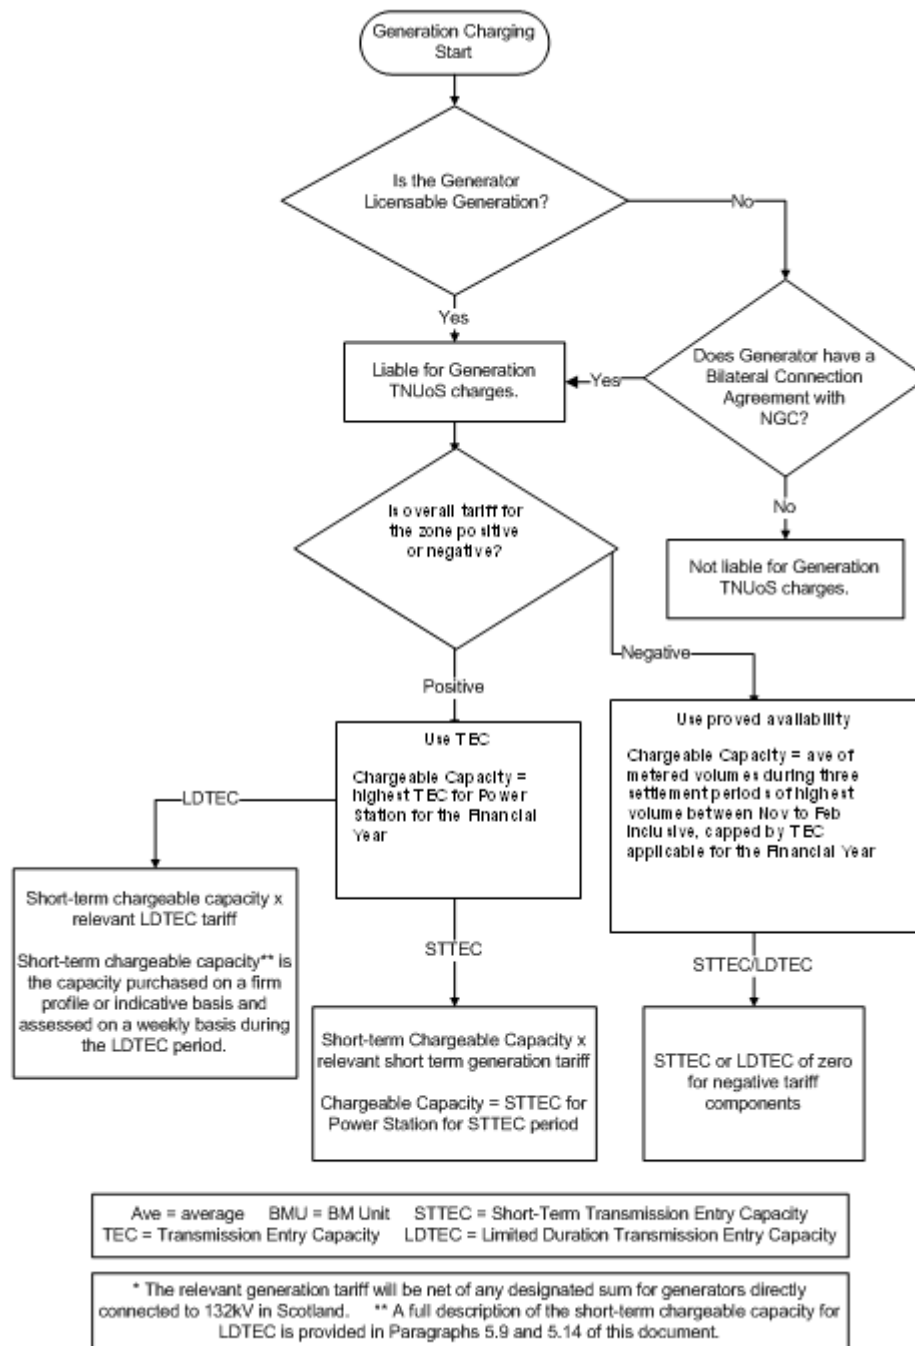 Generation Charging
Start
Is the Generator
Licensable Generation?
No
Yes
Does Generator have a
Bilateral Connection
Agreement with
NGC?
Yes
Liable for Generation
TNUoS charges.
No
Not liable for Generation
TNUoS charges.
Is overall tariff for
the zone positive
or negative?
Negative
Positive
Use TEC
Chargeable Capacity =
highest TEC for Power
Station for the Financial
Year
Use proved availability
Chargeable Capacity = ave of
metered volumes during three
settlement periods of highest
volume between Nov to Feb
inclusive, capped by TEC
applicable for the Financial Year
LDTEC
Short-term chargeable capacity x
relevant LDTEC tariff
Short-term chargeable capacity** is
the capacity purchased on a firm
profile or indicative basis and
assessed on a weekly basis during
the LDTEC period.
STTEC
Short-term Chargeable Capacity x
relevant short term generation tariff
Chargeable Capacity = STTEC for
Power Station for STTEC period
STTEC/LDTEC
STTEC or LDTEC of zero
for negative tariff
components
Ave = average BMU = BM Unit STTEC = Short-Term Transmission Entry Capacity
TEC = Transmission Entry Capacity LDTEC = Limited Duration Transmission Entry Capacity
* The relevant generation tariff will be net of any designated sum for generators directly
connected to 132kV in Scotland. ** A full description of the short-term chargeable capacity for
LDTEC is provided in Paragraphs 5.9 and 5.14 of this document.